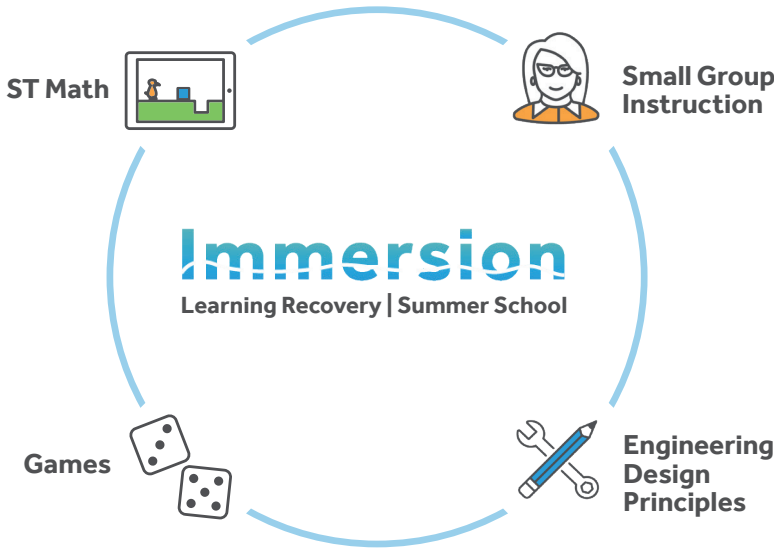 ST Math
Small Group
Instruction
Immersion
Learning Recovery | Summer School
Games
Engineering
Design
Principles